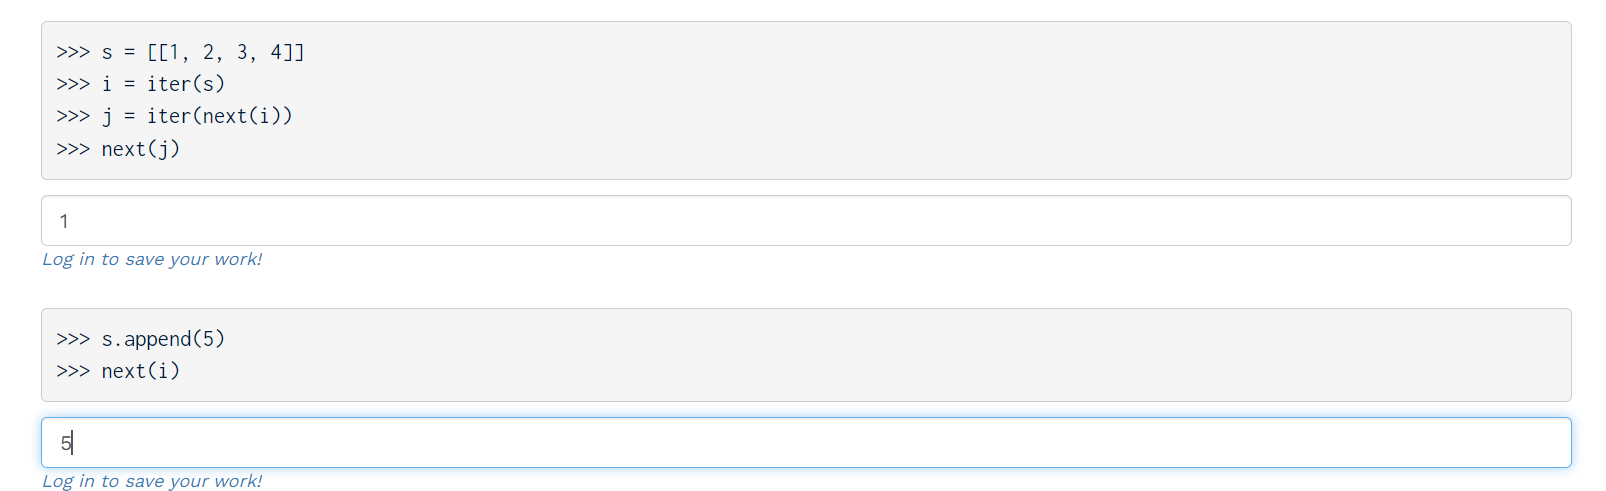 >>> s = [[1, 2, 3, 4]]
>>> i = iter(s)
>>> j = iter(next(i))
>>> next(j)
1
Log in to save your work!
>>> s.append(5)
>>> next(i)
5
Log in to save your work!